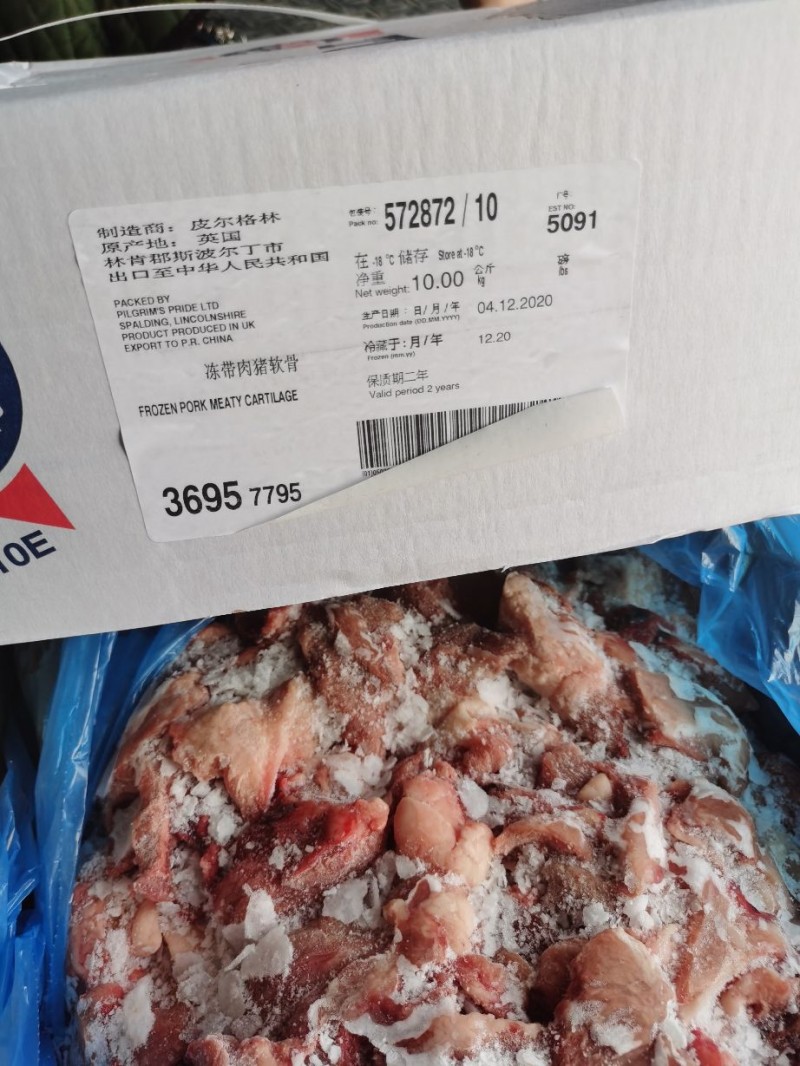 制造商： 皮尔格林
原产地： 英国
林肯郡斯波尔丁市
出口至中华人民共和国
PACKED BY
PILGRIM'S PRIDE LTD
SPALDING, LINCOLNSHIRE
PRODUCT PRODUCED IN UK
EXPORT TO P.R. CHINA
冻带肉猪软骨
FROZEN PORK MEATY CARTILAGE
3695 7795
Pack no: 572872 / 10
厂号:
EST NO:
5091
在 -18 °C 储存 Store at -18 °C
净重
Net weight: 10.00 公斤 kg
磅
lbs
生产日期： 日/月/年 04.12.2020
Production date (DD.MM.YYYY)
冷藏于: 月/年 12.20
Frozen (mm.yy)
保质期二年
Valid period 2 years
10E